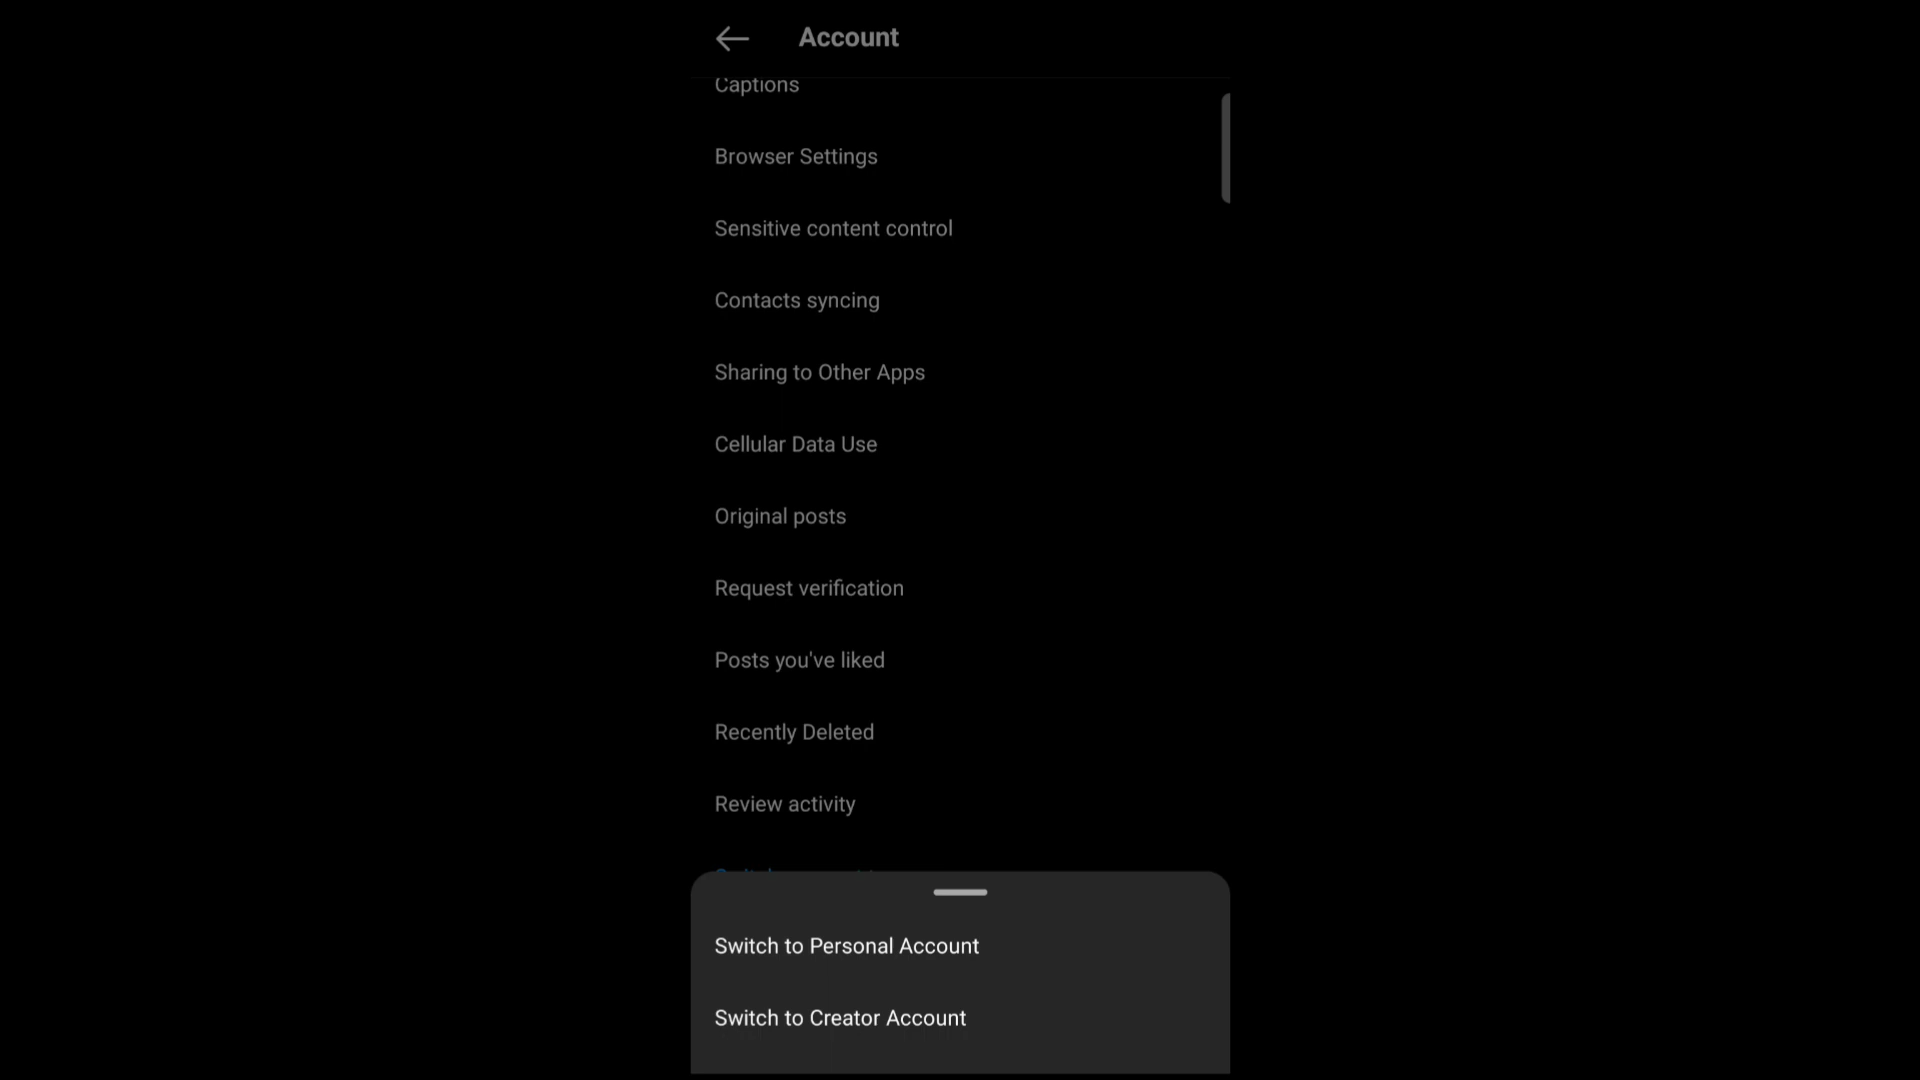 Account
Captions
Browser Settings
Sensitive content control
Contacts syncing
Sharing to Other Apps
Cellular Data Use
Original posts
Request verification
Posts you've liked
Recently Deleted
Review activity
Switch to Personal Account
Switch to Creator Account